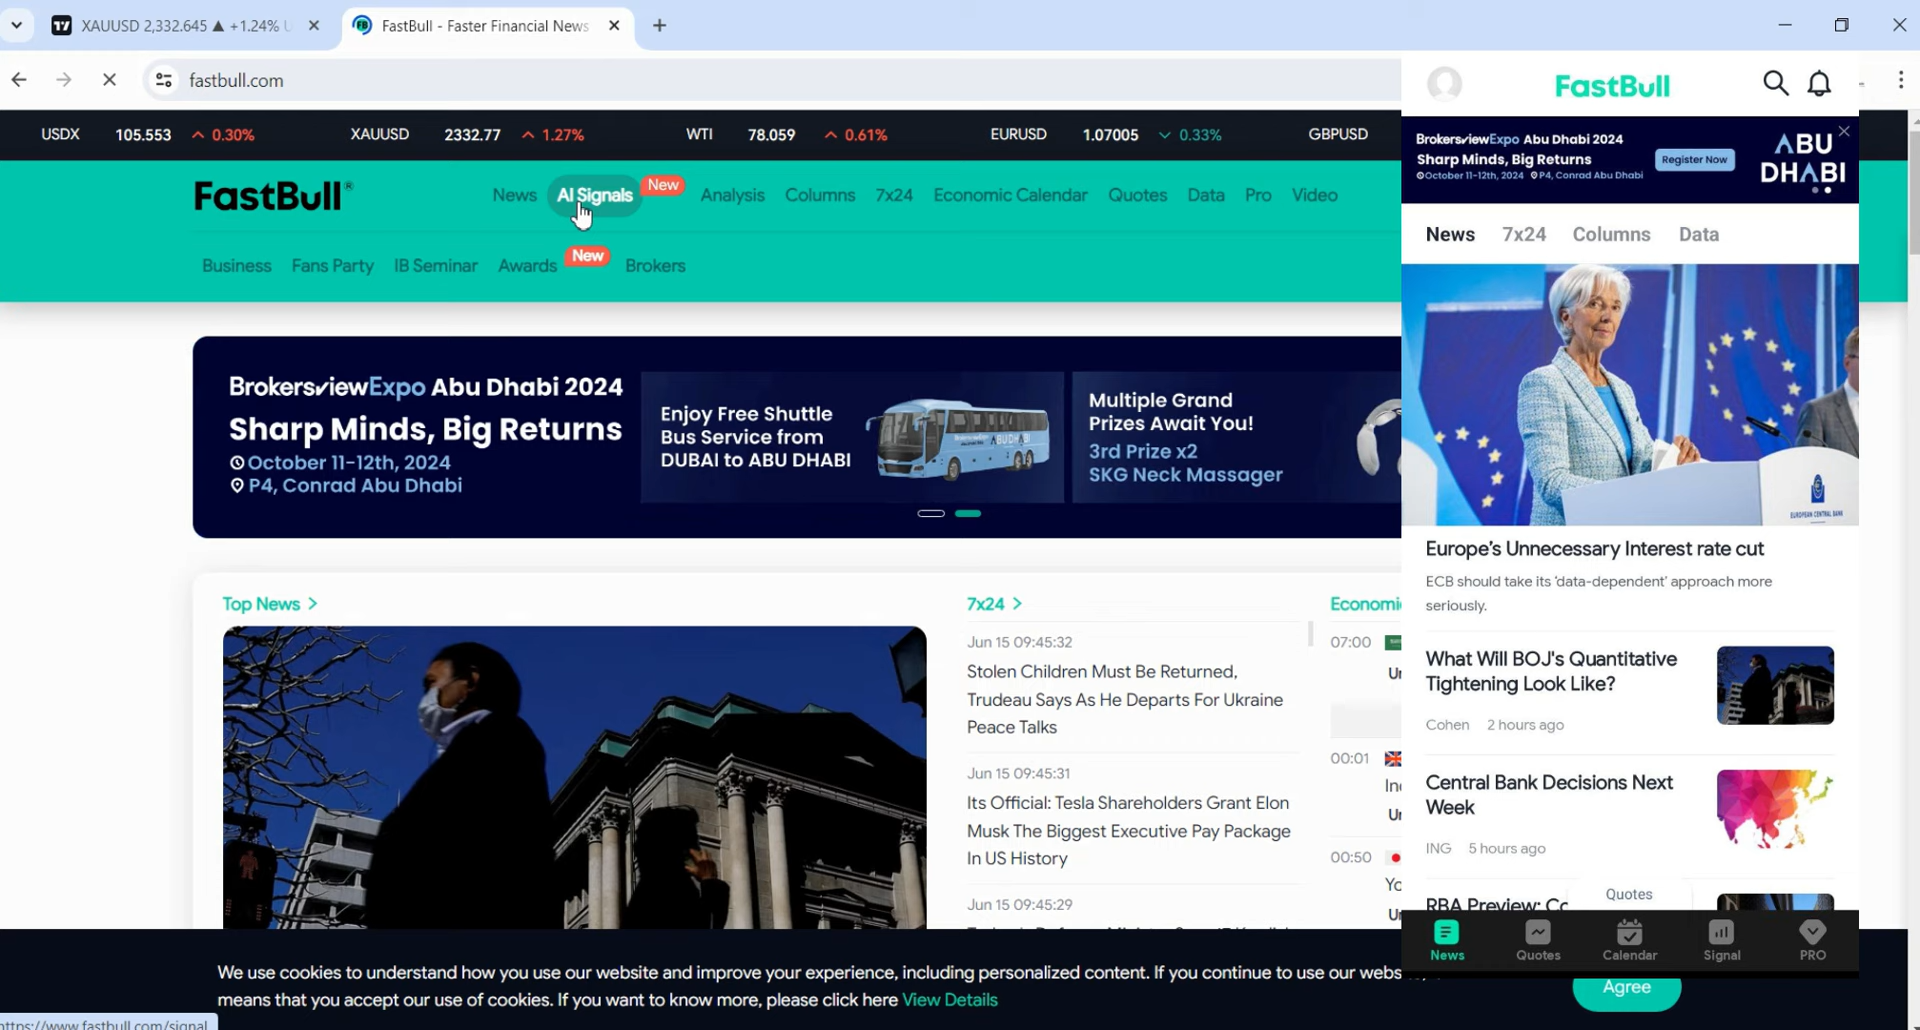 XAUUSD 2,332.645 ▲ +1.24%
FastBull - Faster Financial News
fastbull.com
USDX 105.553 0.30% XAUUSD 2332.77 1.27% WTI 78.059 0.61% EURUSD 1.07005 0.33% GBPUSD
FastBull®
News AI Signals New Analysis Columns 7x24 Economic Calendar Quotes Data Pro Video
Business Fans Party IB Seminar Awards New Brokers
BrokersviewExpo Abu Dhabi 2024
Sharp Minds, Big Returns
October 11-12th, 2024
P4, Conrad Abu Dhabi
Enjoy Free Shuttle
Bus Service from
DUBAI to ABU DHABI
Multiple Grand
Prizes Await You!
3rd Prize x2
SKG Neck Massager
Top News >
7x24 >
Jun 15 09:45:32
Stolen Children Must Be Returned,
Trudeau Says As He Departs For Ukraine
Peace Talks
Jun 15 09:45:31
Its Official: Tesla Shareholders Grant Elon
Musk The Biggest Executive Pay Package
In US History
Jun 15 09:45:29
Economi
07:00
Ur
00:01
In
Ur
00:50
Yo
Ur
FastBull
BrokersviewExpo Abu Dhabi 2024
Sharp Minds, Big Returns
October 11-12th, 2024 P4, Conrad Abu Dhabi
Register Now
ABU
DHABI
News 7x24 Columns Data
EUROPEAN CENTRAL BANK
Europe's Unnecessary Interest rate cut
ECB should take its 'data-dependent' approach more
seriously.
What Will BOJ's Quantitative
Tightening Look Like?
Cohen 2 hours ago
Central Bank Decisions Next
Week
ING 5 hours ago
RBA Preview: Co
Quotes
News Quotes Calendar Signal PRO
We use cookies to understand how you use our website and improve your experience, including personalized content. If you continue to use our webs
means that you accept our use of cookies. If you want to know more, please click here View Details
Agree
https://www.fastbull.com/signal